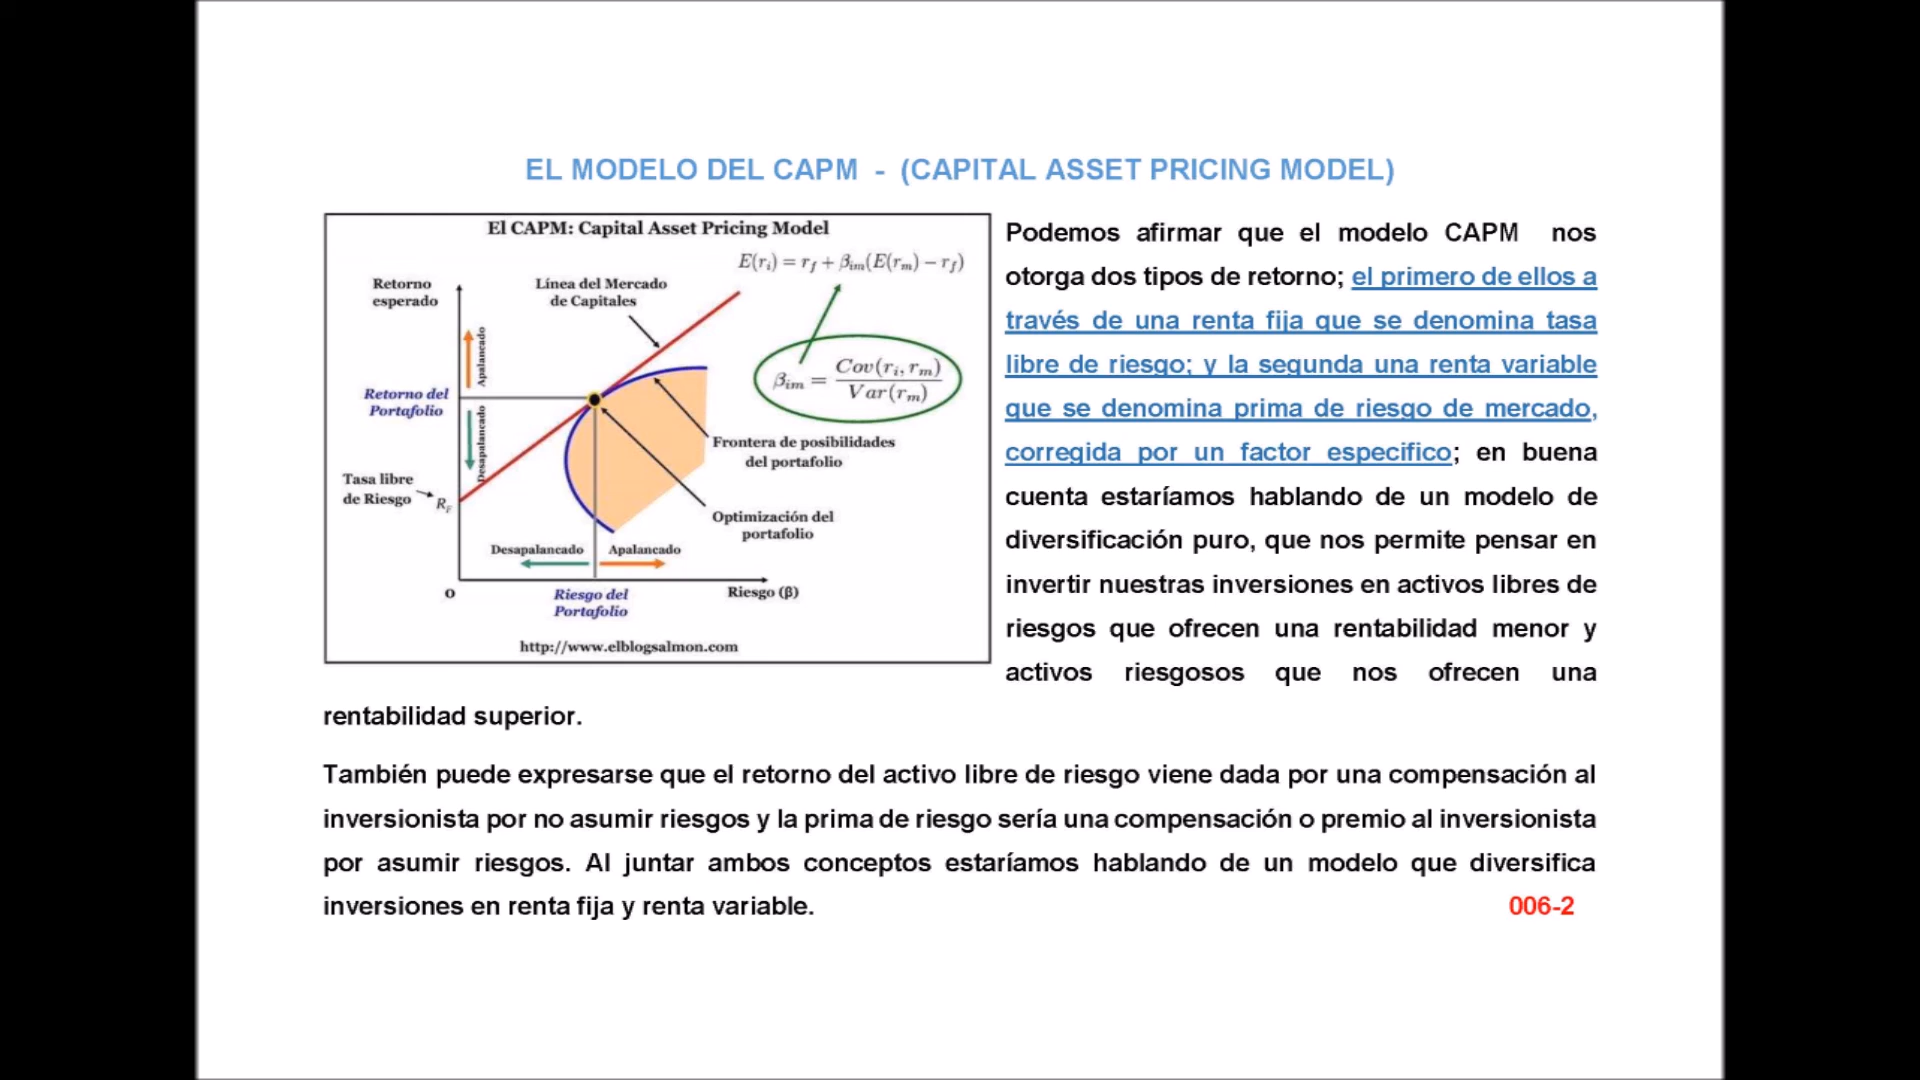 EL MODELO DEL CAPM - (CAPITAL ASSET PRICING MODEL)
El CAPM: Capital Asset Pricing Model
E(rᵢ) = r_f + β_im(E(r_m) − r_f)
Retorno
esperado
Línea del Mercado
de Capitales
Apalancado
β_im = Cov(rᵢ, r_m) / Var(r_m)
Retorno del
Portafolio
Desapalancado
Frontera de posibilidades
del portafolio
Tasa libre
de Riesgo
R_F
Optimización del
portafolio
Desapalancado
Apalancado
0
Riesgo del
Portafolio
Riesgo (β)
http://www.elblogsalmon.com
Podemos afirmar que el modelo CAPM nos
otorga dos tipos de retorno; el primero de ellos a
través de una renta fija que se denomina tasa
libre de riesgo; y la segunda una renta variable
que se denomina prima de riesgo de mercado,
corregida por un factor especifico; en buena
cuenta estaríamos hablando de un modelo de
diversificación puro, que nos permite pensar en
invertir nuestras inversiones en activos libres de
riesgos que ofrecen una rentabilidad menor y
activos riesgosos que nos ofrecen una
rentabilidad superior.
También puede expresarse que el retorno del activo libre de riesgo viene dada por una compensación al
inversionista por no asumir riesgos y la prima de riesgo sería una compensación o premio al inversionista
por asumir riesgos. Al juntar ambos conceptos estaríamos hablando de un modelo que diversifica
inversiones en renta fija y renta variable.
006-2